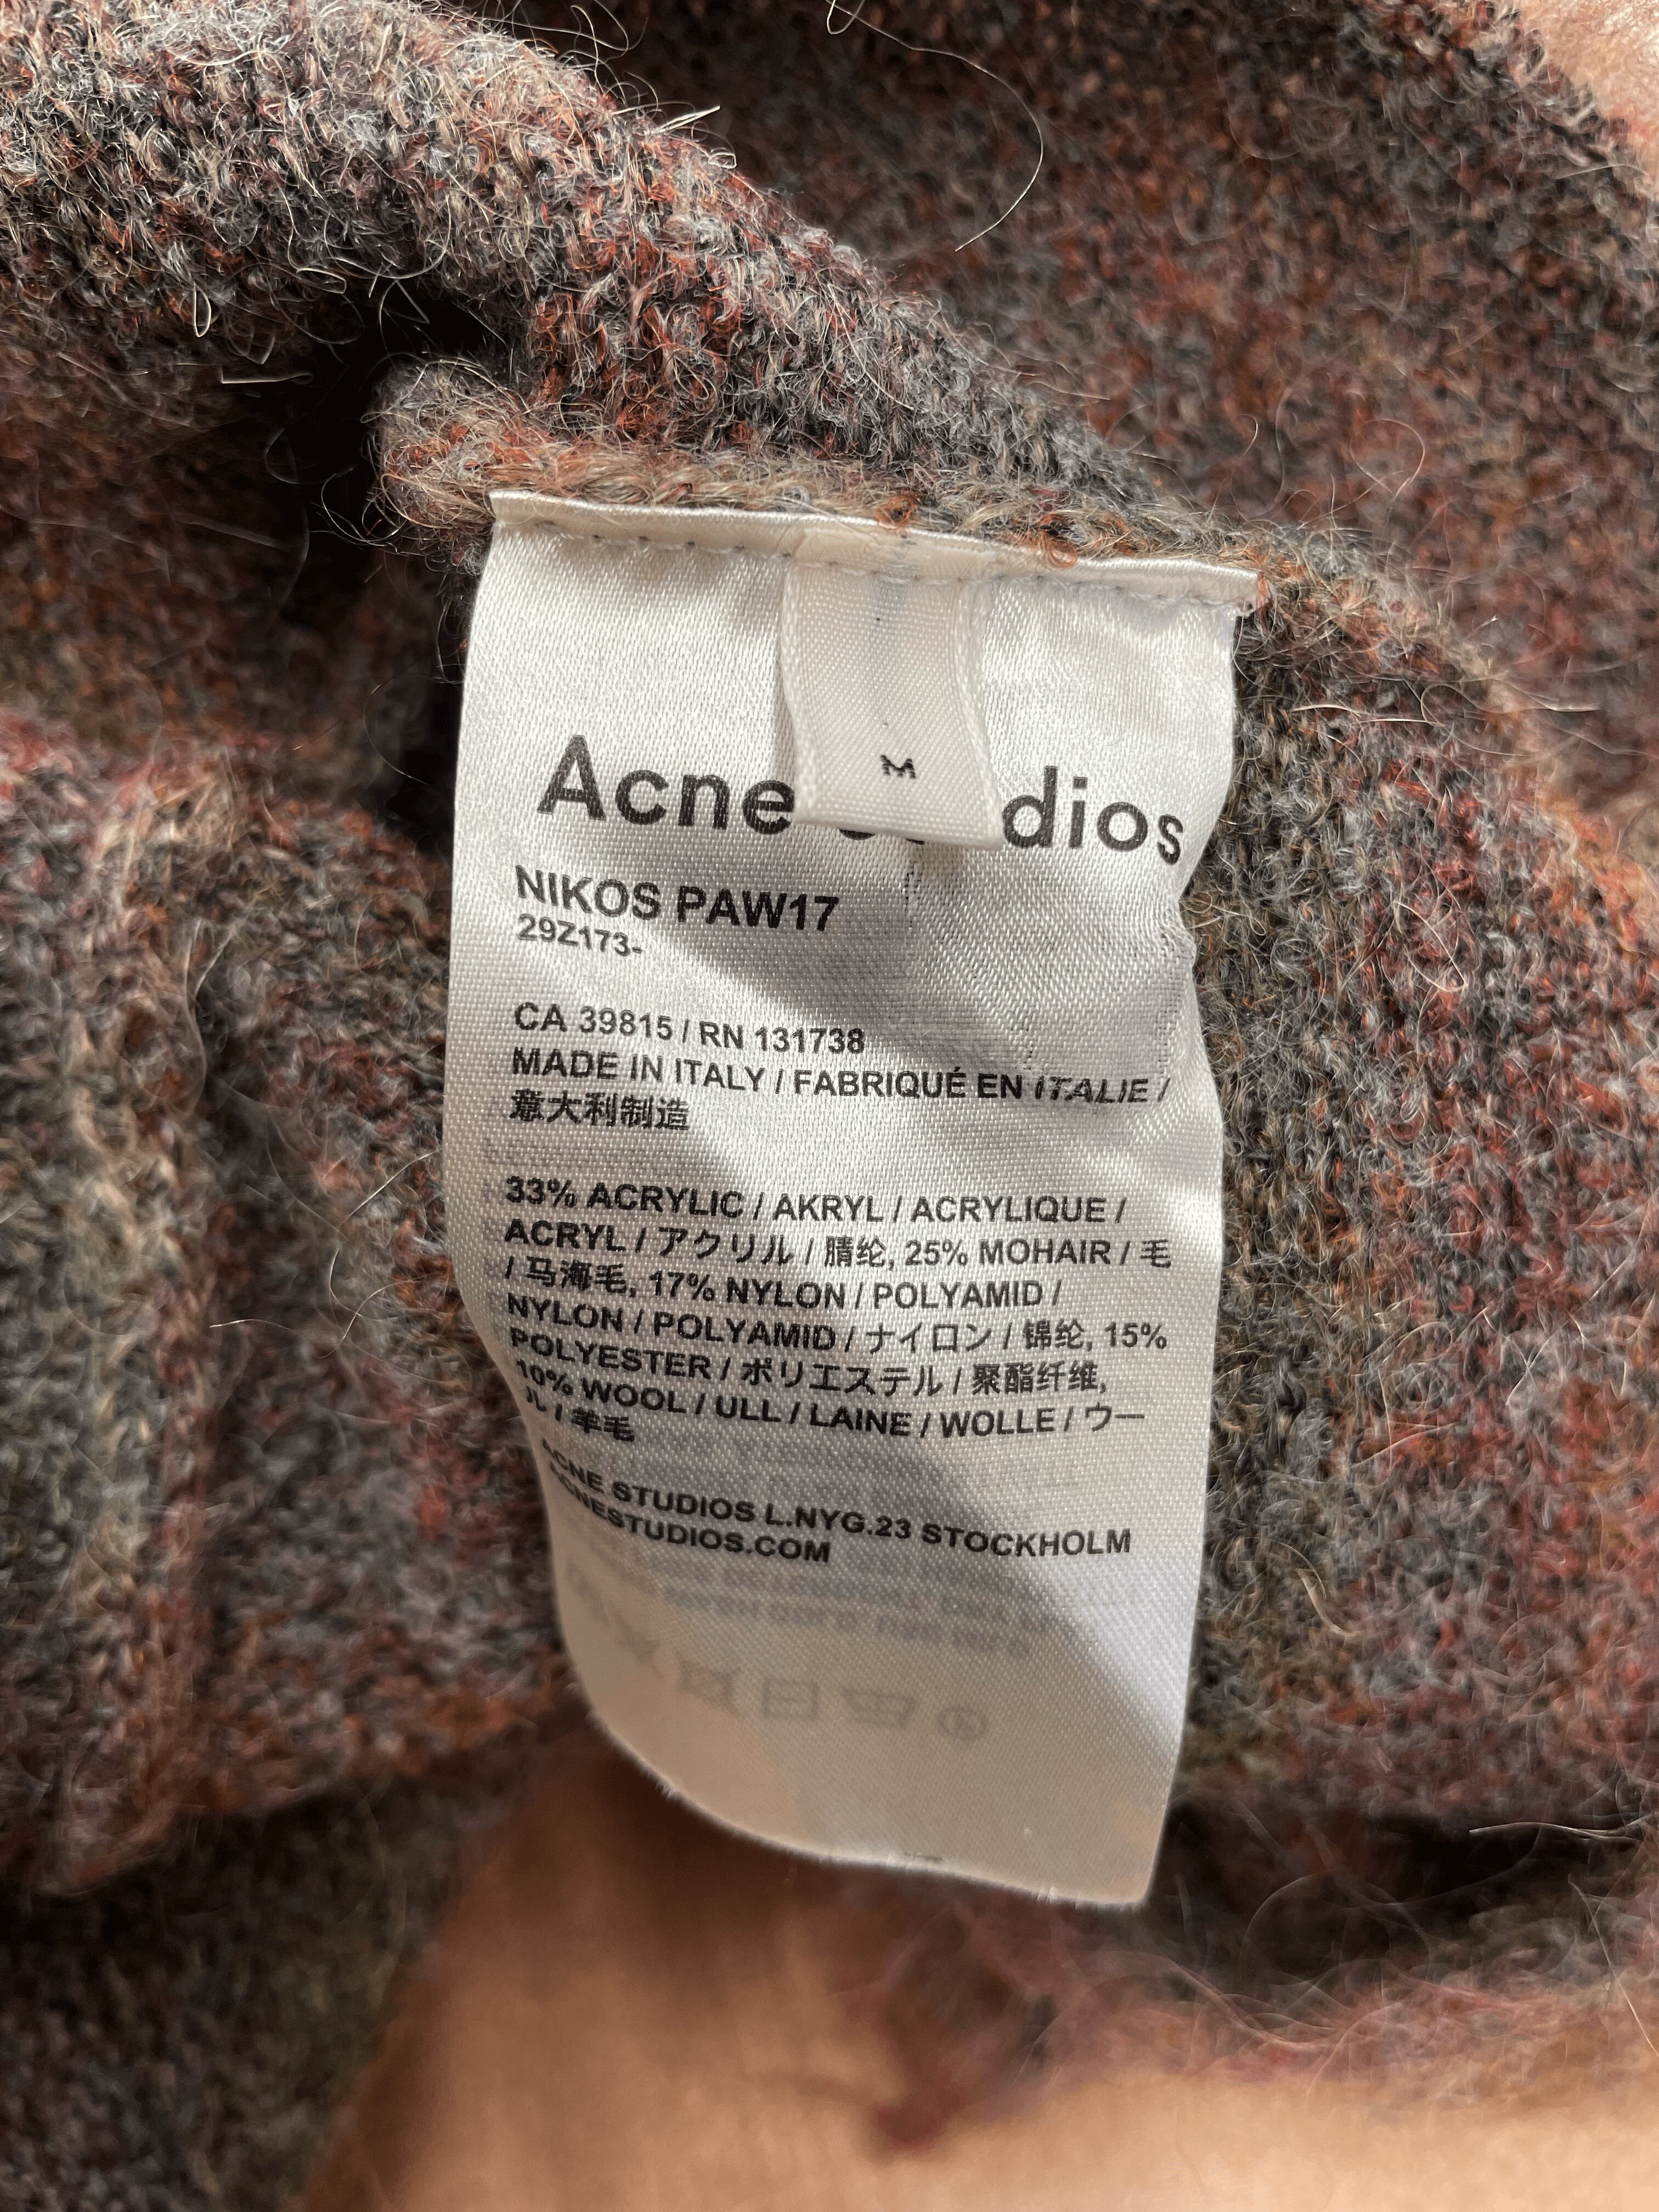 M
Acne dios
NIKOS PAW17
29Z173-
CA 39815 / RN 131738
MADE IN ITALY / FABRIQUÉ EN ITALIE /
意大利制造
33% ACRYLIC / AKRYL / ACRYLIQUE /
ACRYL / アクリル / 腈纶, 25% MOHAIR / 毛
/ 马海毛, 17% NYLON / POLYAMID /
NYLON / POLYAMID / ナイロン / 锦纶, 15%
POLYESTER / ポリエステル / 聚酯纤维,
10% WOOL / ULL / LAINE / WOLLE / ウー
ル / 羊毛
ACNE STUDIOS L.NYG.23 STOCKHOLM
ACNESTUDIOS.COM